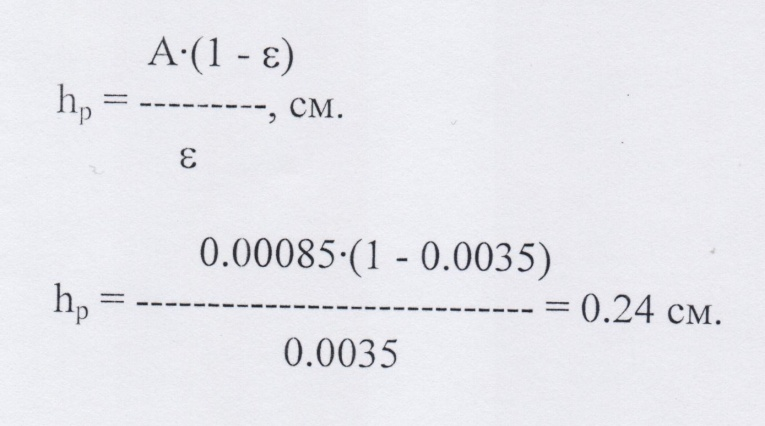 A·(1 - ε)
hₚ = ---------, см.
ε
0.00085·(1 - 0.0035)
hₚ = ---------------------------- = 0.24 см.
0.0035